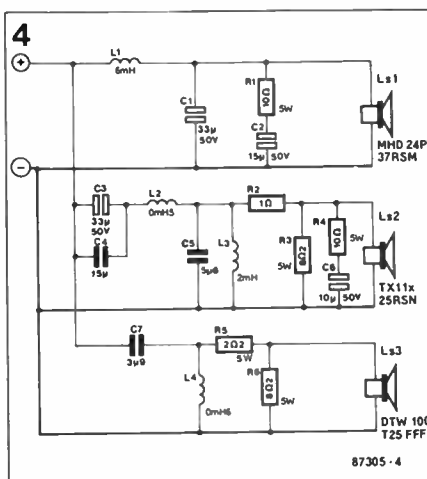 4
+
L1
6mH
C1
33µ
50V
R1
10Ω
5W
C2
15µ
50V
Ls1
MHD 24P
37RSM
−
C3
33µ
50V
C4
15µ
L2
0mH5
C5
5µ6
L3
2mH
R2
1Ω
R3
8Ω2
5W
R4
10Ω
5W
C6
10µ
50V
Ls2
TX11x
25RSN
C7
3µ9
L4
0mH6
R5
2Ω2
5W
R6
8Ω2
5W
Ls3
DTW 100
T25 FFF
87305 - 4